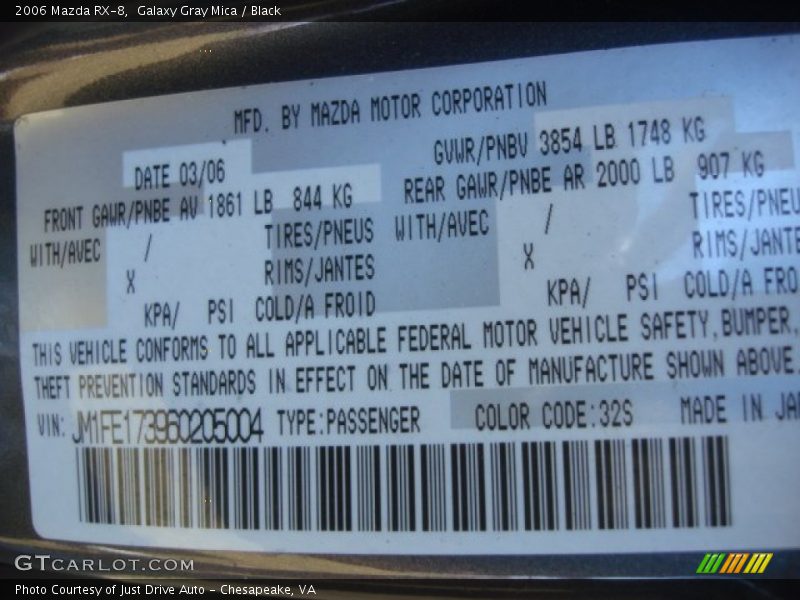 2006 Mazda RX-8, Galaxy Gray Mica / Black
MFD. BY MAZDA MOTOR CORPORATION
DATE 03/06 GVWR/PNBV 3854 LB 1748 KG
FRONT GAWR/PNBE AV 1861 LB 844 KG REAR GAWR/PNBE AR 2000 LB 907 KG
WITH/AVEC / TIRES/PNEUS WITH/AVEC / TIRES/PNEU
X RIMS/JANTES X RIMS/JANTE
KPA/ PSI COLD/A FROID KPA/ PSI COLD/A FRO
THIS VEHICLE CONFORMS TO ALL APPLICABLE FEDERAL MOTOR VEHICLE SAFETY, BUMPER,
THEFT PREVENTION STANDARDS IN EFFECT ON THE DATE OF MANUFACTURE SHOWN ABOVE.
VIN: JM1FE173960205004 TYPE:PASSENGER COLOR CODE:32S MADE IN JAP
GTCARLOT.COM
Photo Courtesy of Just Drive Auto - Chesapeake, VA